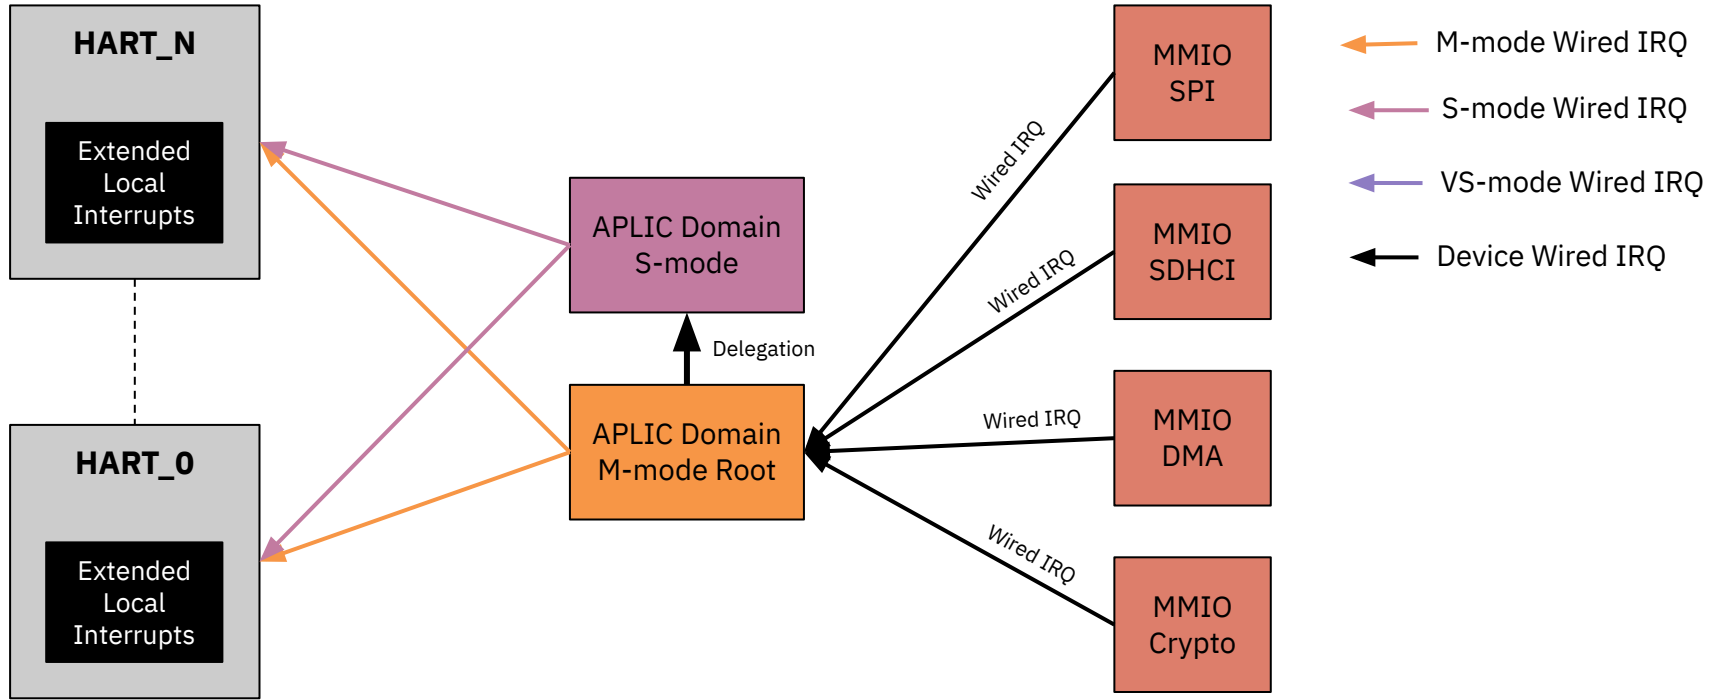 HART_N
Extended
Local
Interrupts
HART_0
Extended
Local
Interrupts
APLIC Domain
S-mode
Delegation
APLIC Domain
M-mode Root
Wired IRQ
Wired IRQ
Wired IRQ
Wired IRQ
MMIO
SPI
MMIO
SDHCI
MMIO
DMA
MMIO
Crypto
M-mode Wired IRQ
S-mode Wired IRQ
VS-mode Wired IRQ
Device Wired IRQ